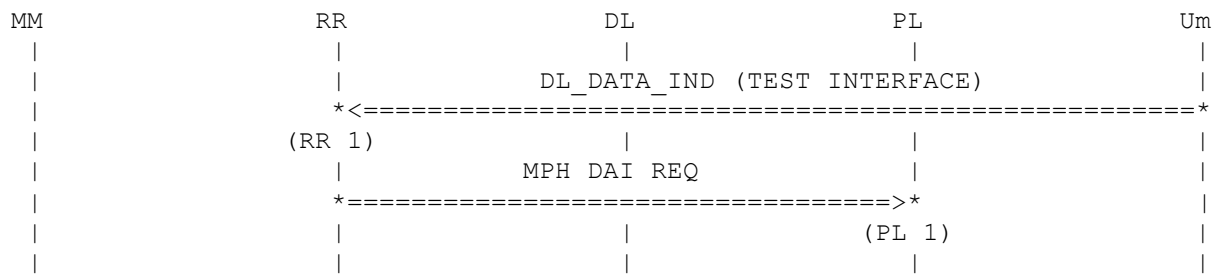 MM RR DL PL Um
DL_DATA_IND (TEST INTERFACE)
*<====================================================*
(RR 1)
MPH DAI REQ
*==================================>*
(PL 1)